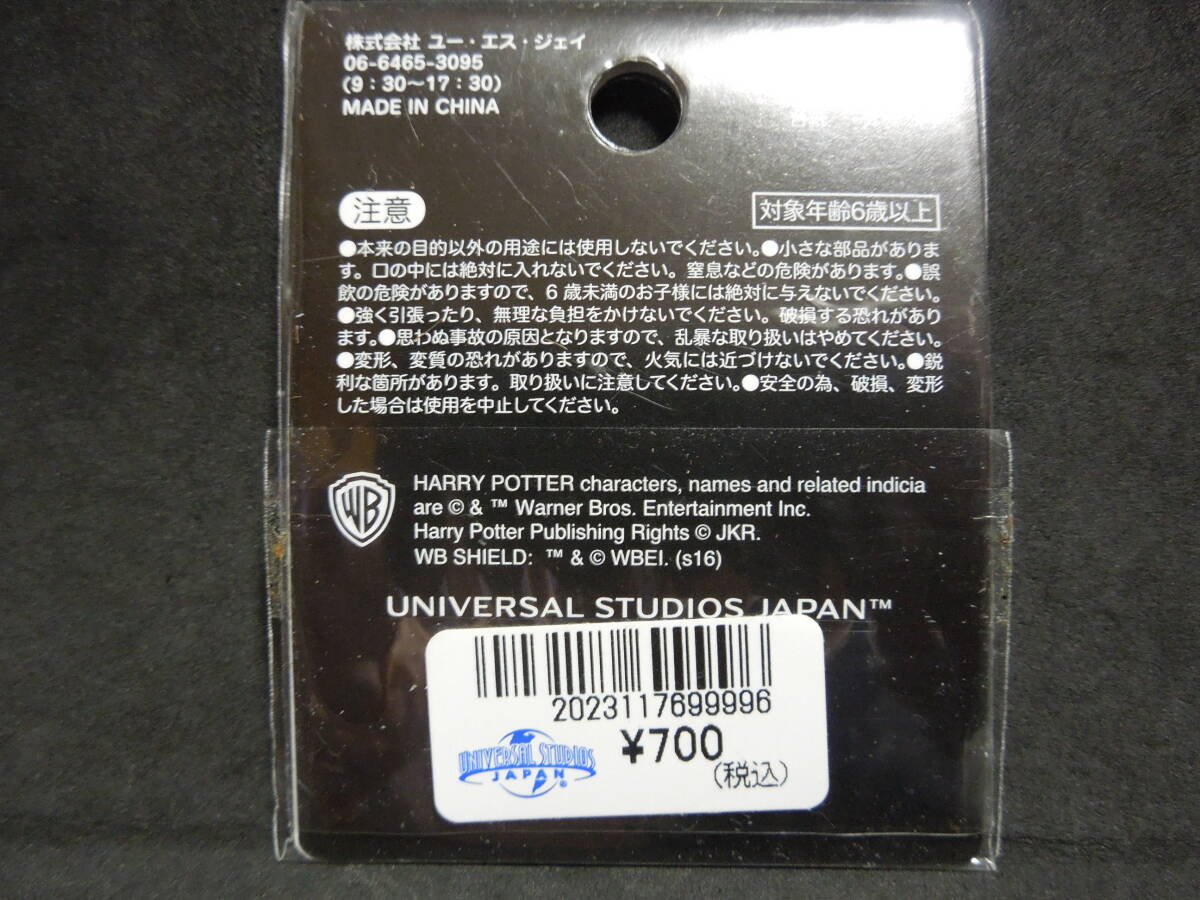 株式会社 ユー・エス・ジェイ
06-6465-3095
(9：30〜17：30)
MADE IN CHINA
注意
対象年齢6歳以上
●本来の目的以外の用途には使用しないでください。●小さな部品がありま
す。口の中には絶対に入れないでください。窒息などの危険があります。●誤
飲の危険がありますので、6歳未満のお子様には絶対に与えないでください。
●強く引張ったり、無理な負担をかけないでください。破損する恐れがあり
ます。●思わぬ事故の原因となりますので、乱暴な取り扱いはやめてください。
●変形、変質の恐れがありますので、火気には近づけないでください。●鋭
利な箇所があります。取り扱いに注意してください。●安全の為、破損、変形
した場合は使用を中止してください。
WB
HARRY POTTER characters, names and related indicia
are © & ™ Warner Bros. Entertainment Inc.
Harry Potter Publishing Rights © JKR.
WB SHIELD: ™ & © WBEI. (s16)
UNIVERSAL STUDIOS JAPAN™
2023117699996
UNIVERSAL STUDIOS
JAPAN®
¥700
(税込)